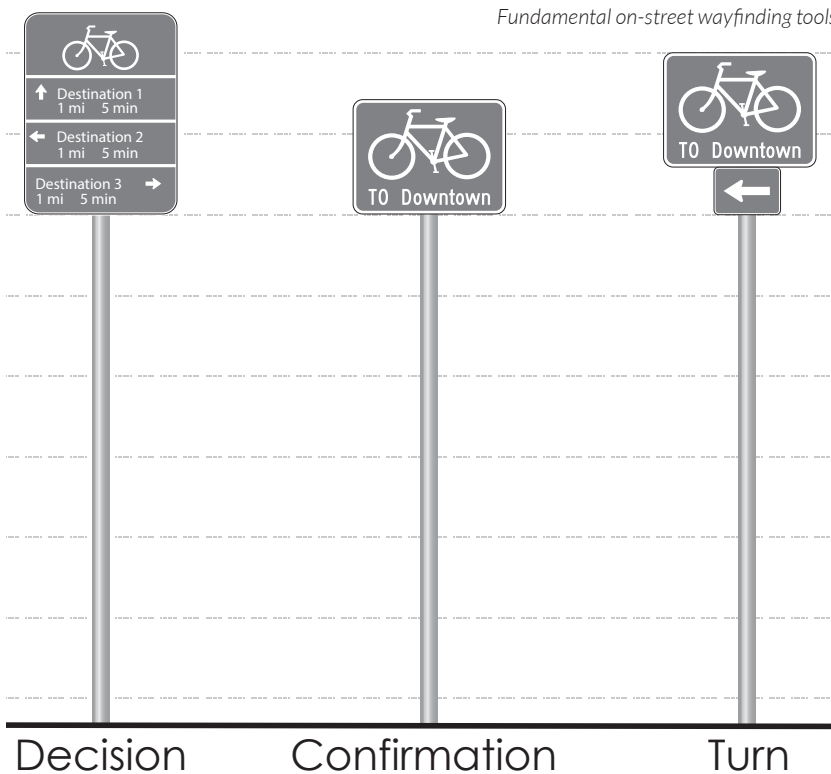 Fundamental on-street wayfinding tools
Destination 1
1 mi 5 min
Destination 2
1 mi 5 min
Destination 3
1 mi 5 min
TO Downtown
TO Downtown
Decision
Confirmation
Turn